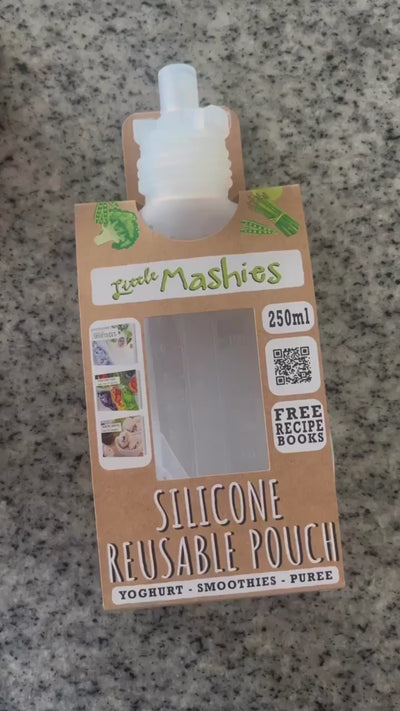 Little Mashies
250ml
FREE
RECIPE
BOOKS
SILICONE
REUSABLE POUCH
YOGHURT - SMOOTHIES - PUREE